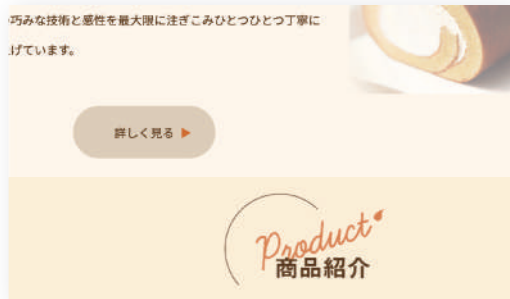 巧みな技術と感性を最大限に注ぎこみひとつひとつ丁寧に
げています。
詳しく見る ▶
Product
商品紹介